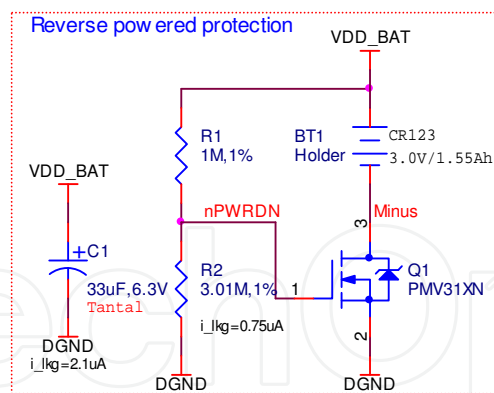 Reverse powered protection
VDD_BAT
R1
1M,1%
BT1
Holder
CR123
3.0V/1.55Ah
VDD_BAT
nPWRDN
Minus
3
+
C1
33uF,6.3V
Tantal
R2
3.01M,1%
1
Q1
PMV31XN
i_lkg=0.75uA
2
DGND
i_lkg=2.1uA
DGND
DGND
echo